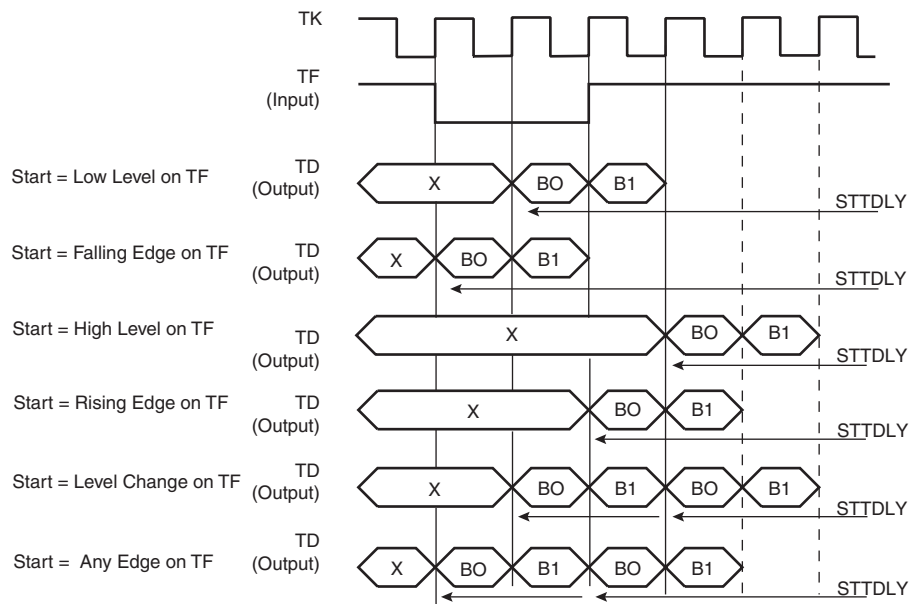 TK
TF
(Input)
Start = Low Level on TF
TD
(Output)
X
BO
B1
STTDLY
Start = Falling Edge on TF
TD
(Output)
X
BO
B1
STTDLY
Start = High Level on TF
TD
(Output)
X
BO
B1
STTDLY
Start = Rising Edge on TF
TD
(Output)
X
BO
B1
STTDLY
Start = Level Change on TF
TD
(Output)
X
BO
B1
BO
B1
STTDLY
Start = Any Edge on TF
TD
(Output)
X
BO
B1
BO
B1
STTDLY